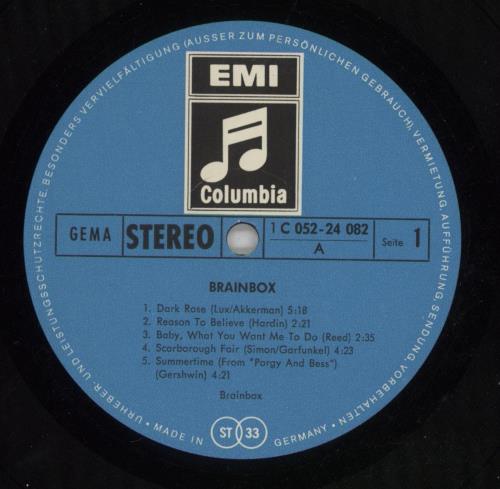 URHEBER- UND LEISTUNGSSCHUTZRECHTE, BESONDERS VERVIELFÄLTIGUNG (AUSSER ZUM PERSÖNLICHEN GEBRAUCH), VERMIETUNG, AUFFÜHRUNG, SENDUNG VORBEHALTEN
EMI
Columbia
GEMA STEREO 1 C 052-24 082 Seite 1
A
BRAINBOX
1. Dark Rose (Lux/Akkerman) 5:18
2. Reason To Believe (Hardin) 2:21
3. Baby, What You Want Me To Do (Reed) 2:35
4. Scarborough Fair (Simon/Garfunkel) 4:23
5. Summertime (From "Porgy And Bess")
(Gershwin) 4:21
Brainbox
• MADE IN ST 33 GERMANY •